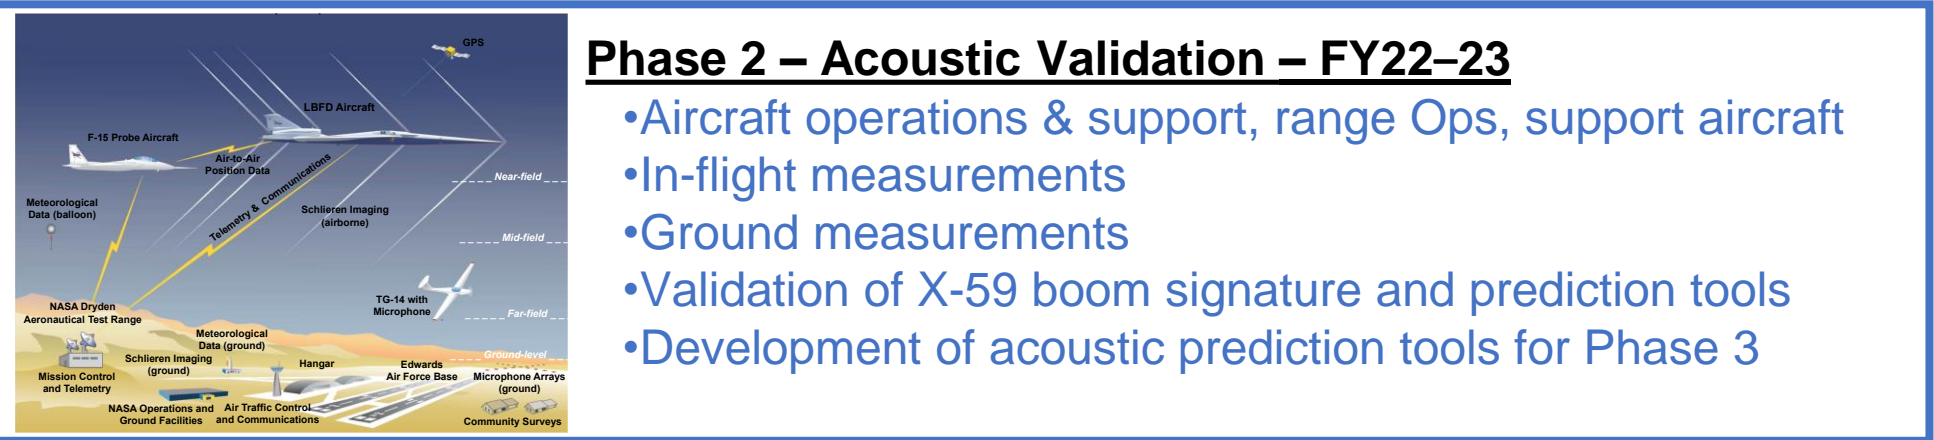 GPS
LBFD Aircraft
F-15 Probe Aircraft
Air-to-Air
Position Data
Telemetry & Communications
Near-field
Meteorological
Data (balloon)
Schlieren Imaging
(airborne)
Mid-field
TG-14 with
Microphone
NASA Dryden
Aeronautical Test Range
Far-field
Meteorological
Data (ground)
Ground-level
Schlieren Imaging
(ground)
Hangar
Edwards
Air Force Base
Mission Control
and Telemetry
Microphone Arrays
(ground)
NASA Operations and
Ground Facilities
Air Traffic Control
and Communications
Community Surveys
Phase 2 – Acoustic Validation – FY22–23
•Aircraft operations & support, range Ops, support aircraft
•In-flight measurements
•Ground measurements
•Validation of X-59 boom signature and prediction tools
•Development of acoustic prediction tools for Phase 3